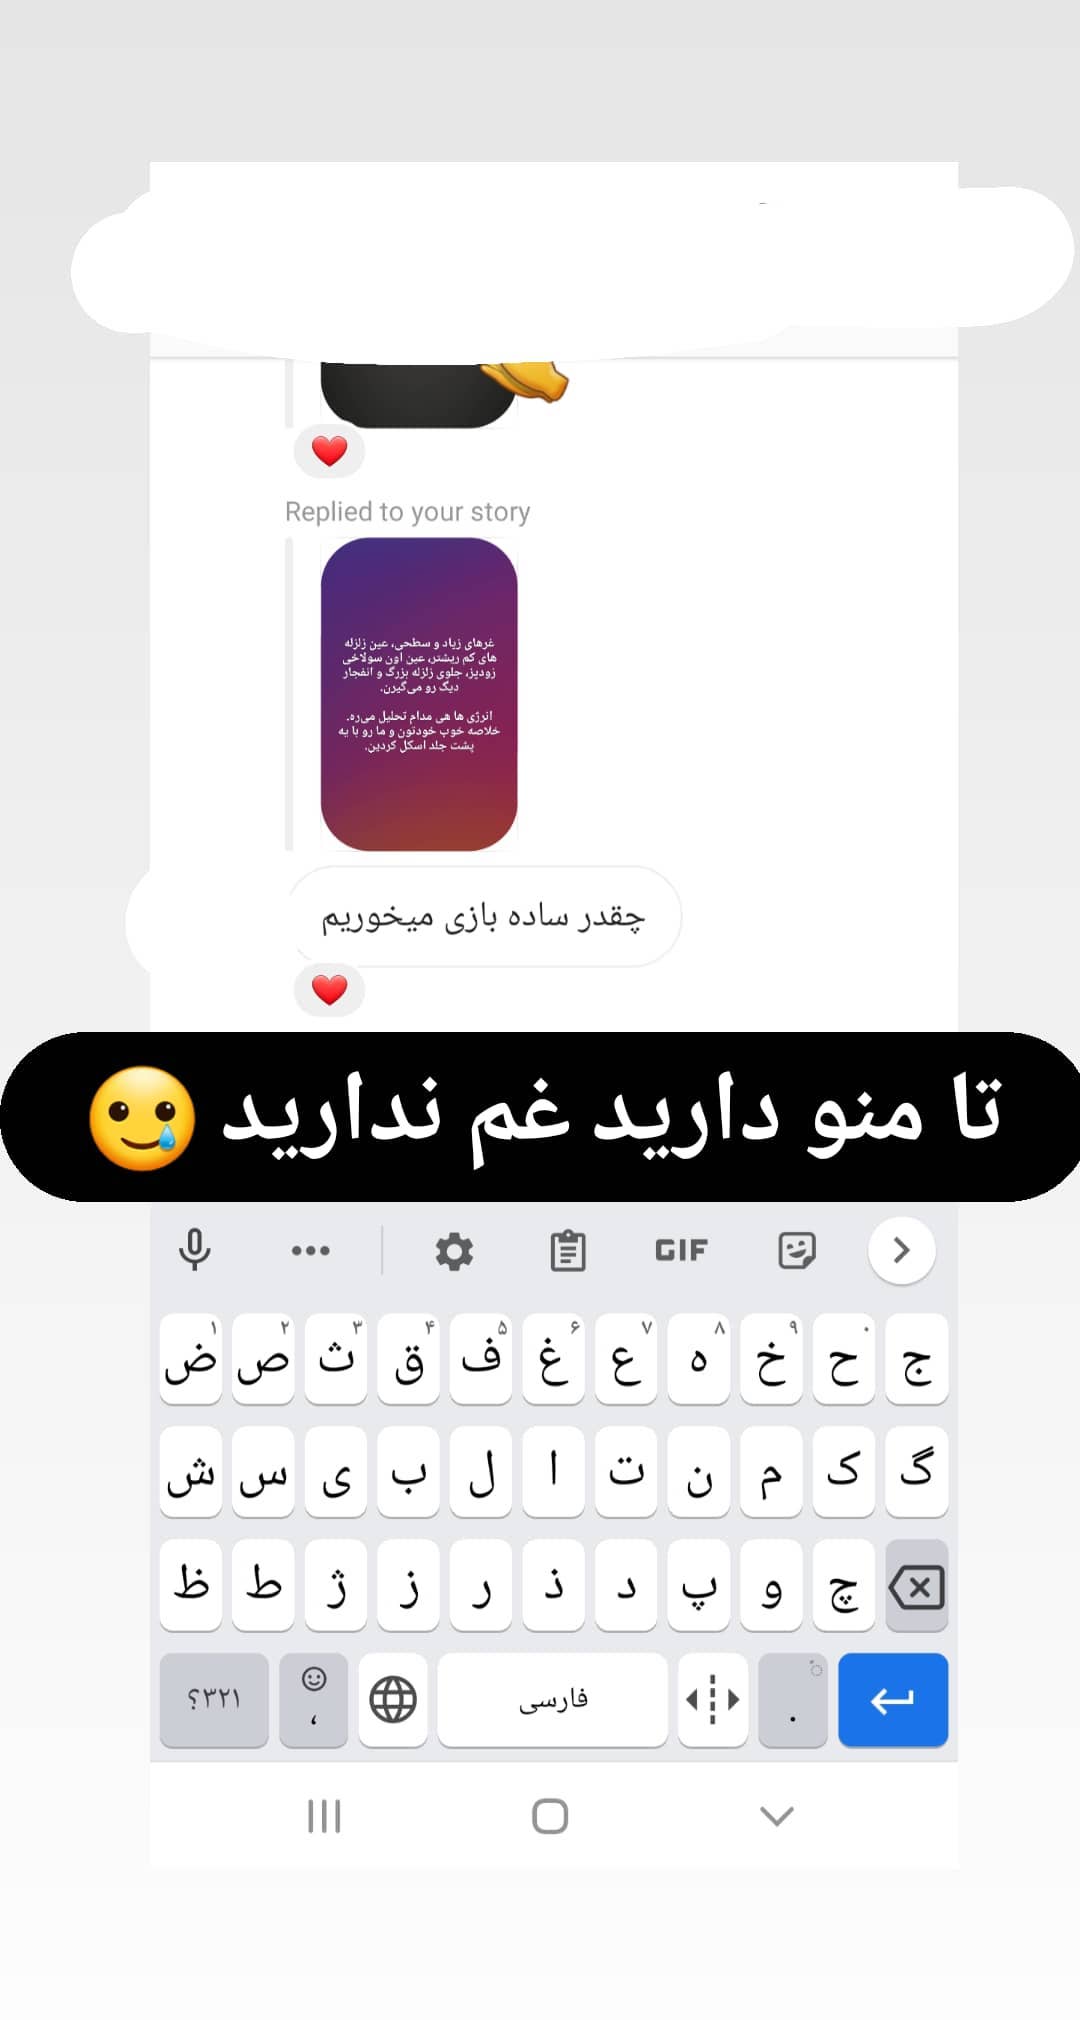 Replied to your story
غرهای زیاد و سطحی، عین زلزله
های کم ریشتر، عین اون سولاخی
زودپز، جلوی زلزله بزرگ و انفجار
دیگ رو می‌گیرن.
انرژی ها هی مدام تحلیل می‌ره.
خلاصه خوب خودتون و ما رو با یه
پشت جلد اسکل کردین.
چقدر ساده بازی میخوریم
تا منو دارید غم ندارید
GIF
۱ ۲ ۳ ۴ ۵ ۶ ۷ ۸ ۹ ۰
ض ص ث ق ف غ ع ه خ ح ج
ش س ی ب ل ا ت ن م ک گ
ظ ط ژ ز ر ذ د پ و چ
۳۲۱؟ ، فارسی .